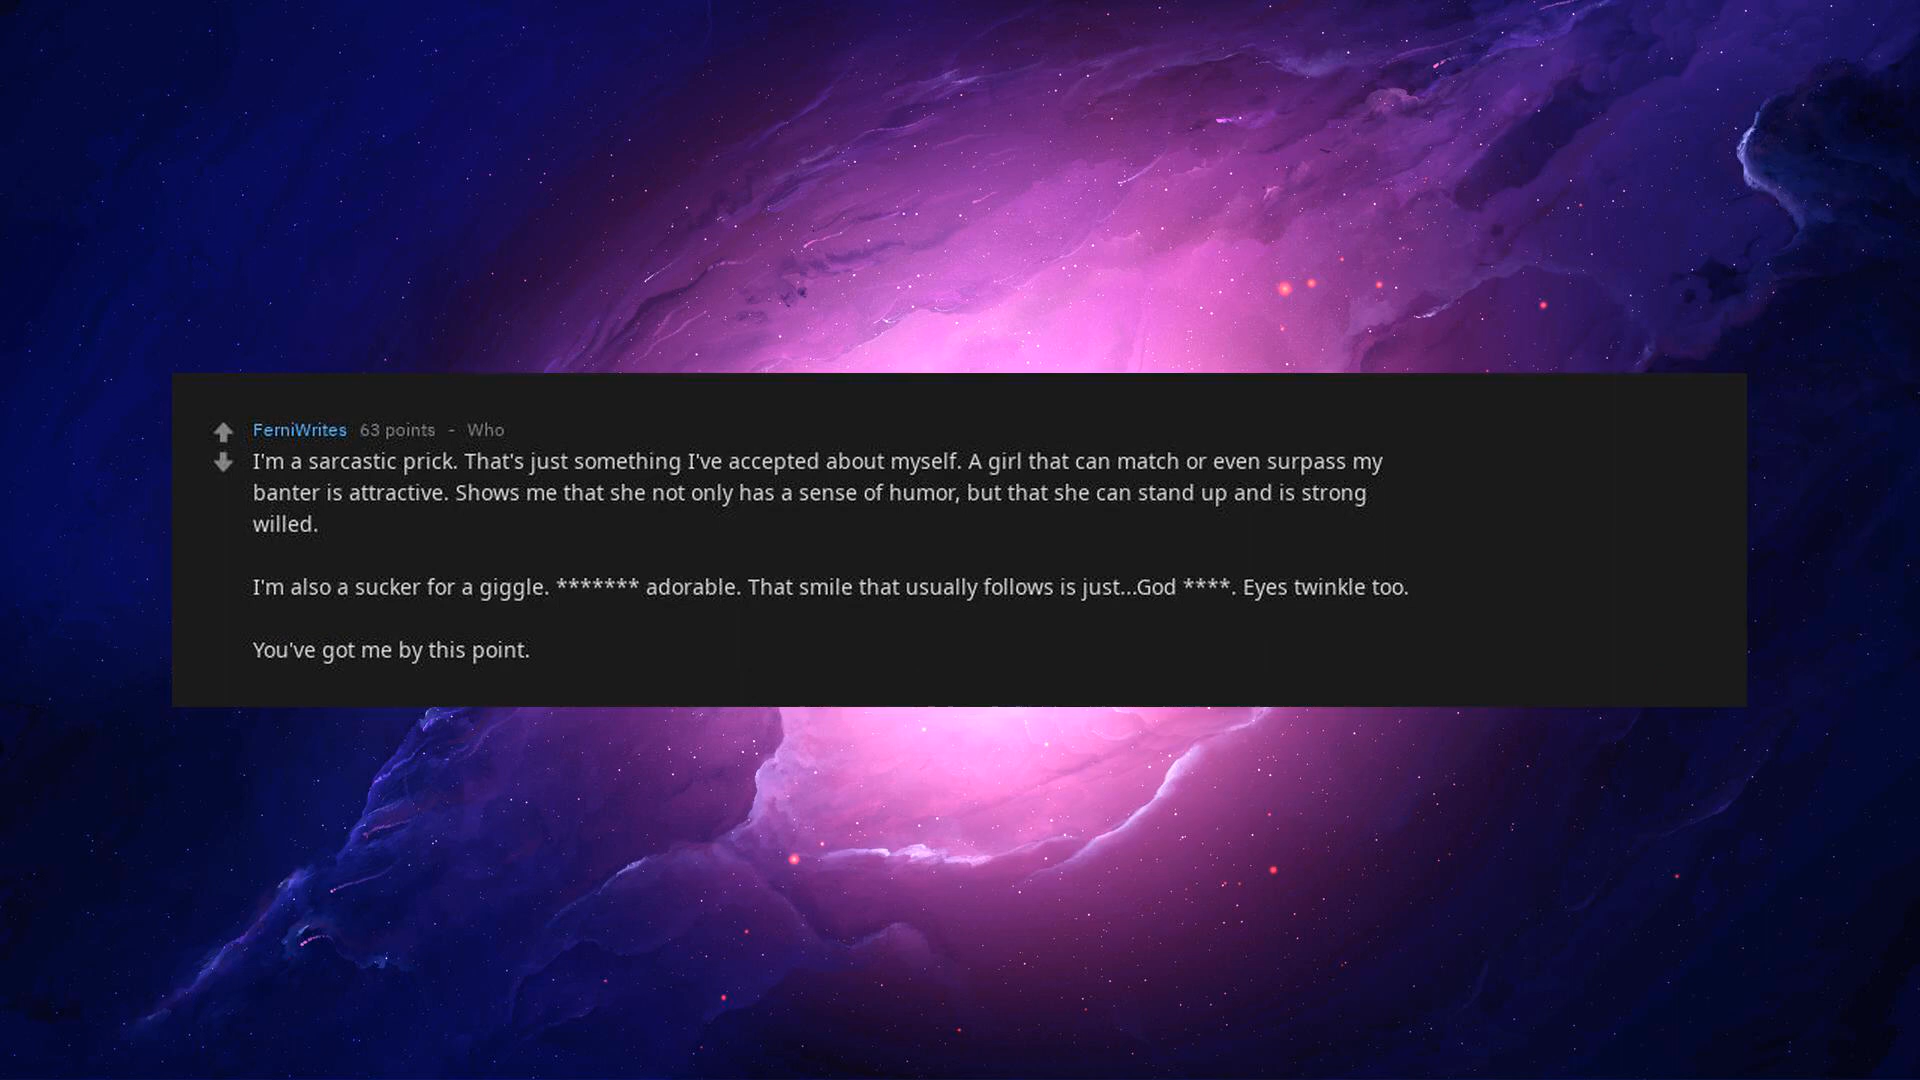 FerniWrites 63 points - Who
I'm a sarcastic prick. That's just something I've accepted about myself. A girl that can match or even surpass my
banter is attractive. Shows me that she not only has a sense of humor, but that she can stand up and is strong
willed.
I'm also a sucker for a giggle. ******* adorable. That smile that usually follows is just...God ****. Eyes twinkle too.
You've got me by this point.